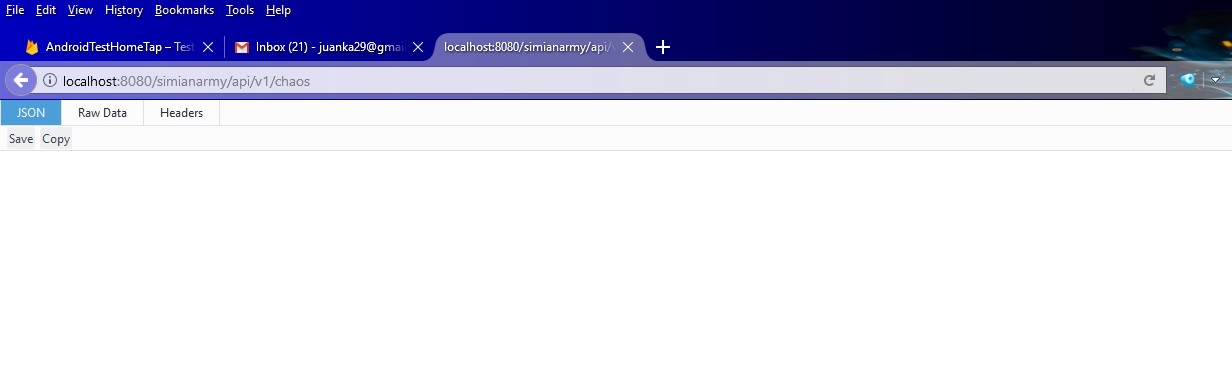 File Edit View History Bookmarks Tools Help
AndroidTestHomeTap – Test Inbox (21) - juanka29@gmai localhost:8080/simianarmy/api/v
localhost:8080/simianarmy/api/v1/chaos
JSON Raw Data Headers
Save Copy